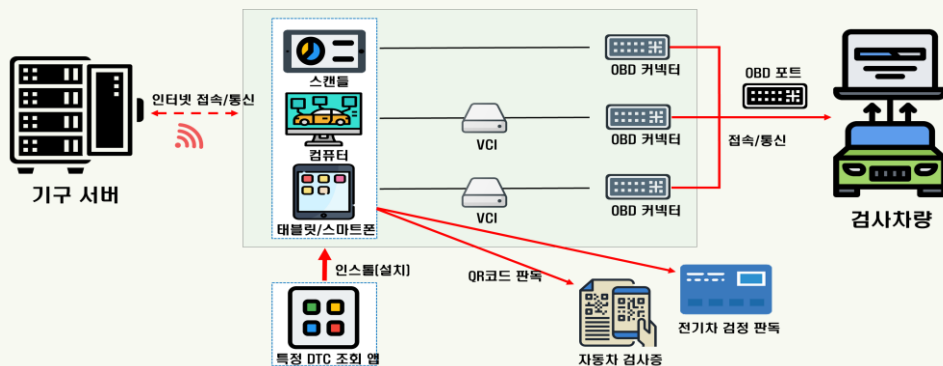 스캔들
OBD 커넥터
OBD 포트
인터넷 접속/통신
컴퓨터
VCI
OBD 커넥터
접속/통신
기구 서버
검사차량
태블릿/스마트폰
VCI
OBD 커넥터
인스톨(설치)
QR코드 판독
전기차 검정 판독
특정 DTC 조회 앱
자동차 검사증